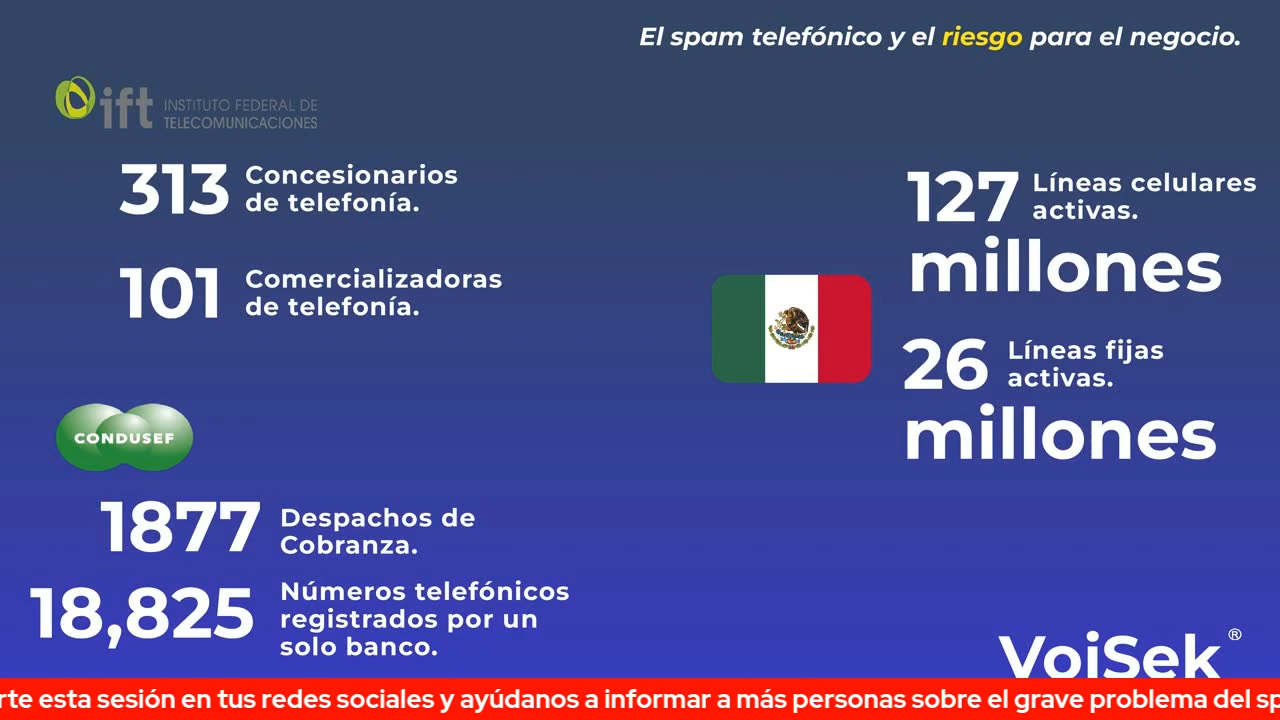 El spam telefónico y el riesgo para el negocio.
ift INSTITUTO FEDERAL DE
TELECOMUNICACIONES
313 Concesionarios
de telefonía.
101 Comercializadoras
de telefonía.
127 Líneas celulares
activas.
millones
26 Líneas fijas
activas.
millones
CONDUSEF
1877 Despachos de
Cobranza.
18,825 Números telefónicos
registrados por un
solo banco.
VoiSek ®
rte esta sesión en tus redes sociales y ayúdanos a informar a más personas sobre el grave problema del sp